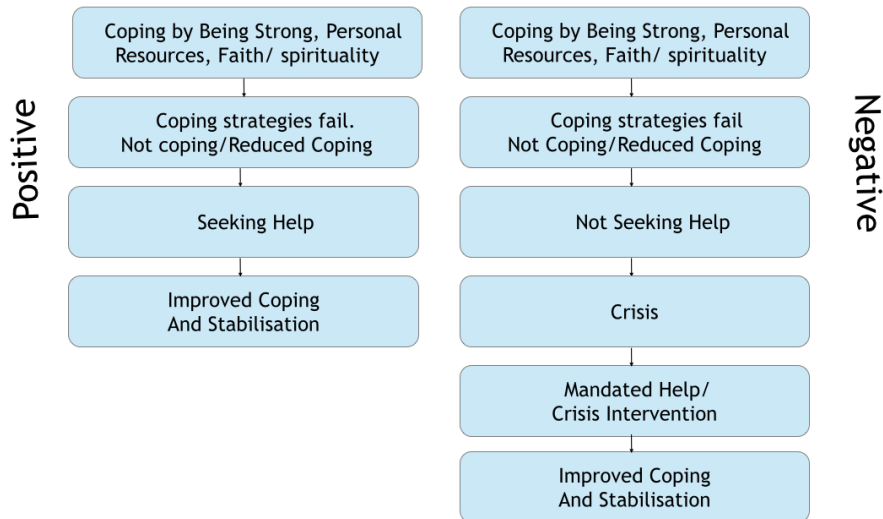 Positive
Coping by Being Strong, Personal
Resources, Faith/ spirituality
Coping strategies fail.
Not coping/Reduced Coping
Seeking Help
Improved Coping
And Stabilisation
Coping by Being Strong, Personal
Resources, Faith/ spirituality
Coping strategies fail
Not Coping/Reduced Coping
Not Seeking Help
Crisis
Mandated Help/
Crisis Intervention
Improved Coping
And Stabilisation
Negative